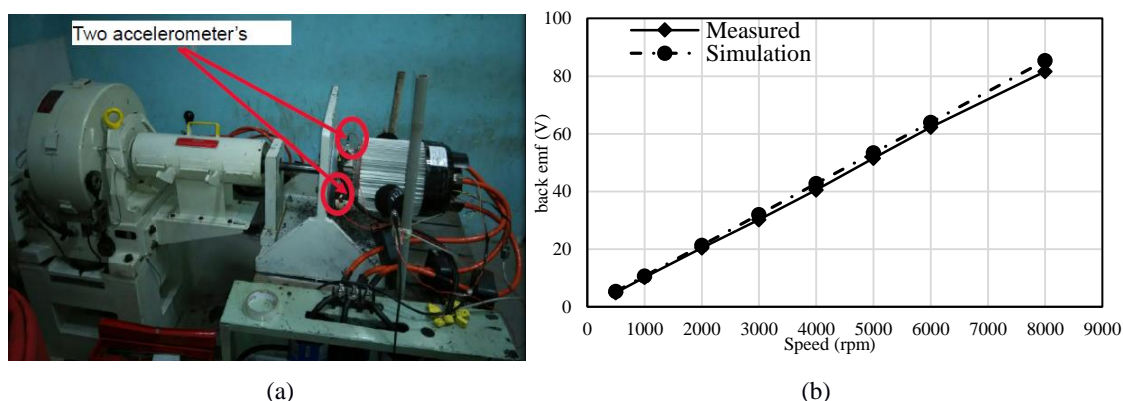 Two accelerometer's
100
80
60
40
20
0
back emf (V)
Measured
Simulation
0 1000 2000 3000 4000 5000 6000 7000 8000 9000
Speed (rpm)
(a)
(b)